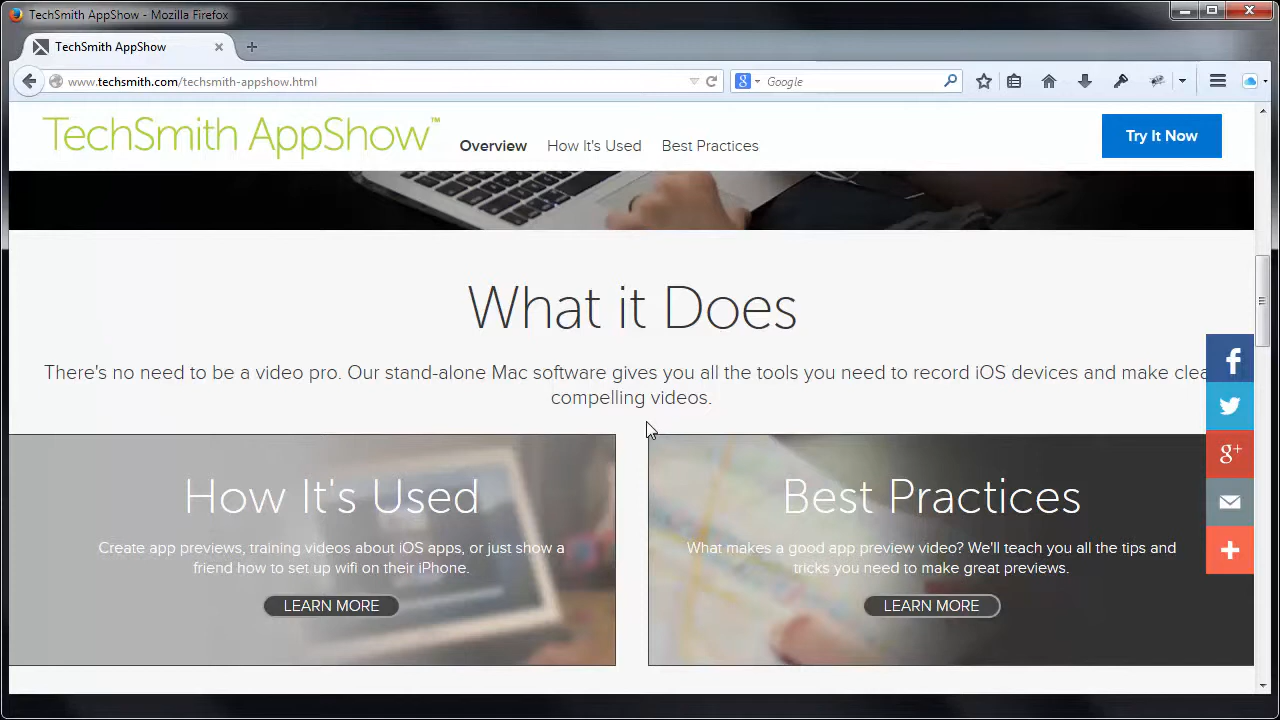 TechSmith AppShow - Mozilla Firefox
TechSmith AppShow
www.techsmith.com/techsmith-appshow.html
Google
TechSmith AppShow™
Overview
How It's Used
Best Practices
Try It Now
What it Does
There's no need to be a video pro. Our stand-alone Mac software gives you all the tools you need to record iOS devices and make
compelling videos.
How It's Used
Create app previews, training videos about iOS apps, or just show a
friend how to set up wifi on their iPhone.
LEARN MORE
Best Practices
What makes a good app preview video? We'll teach you all the tips and
tricks you need to make great previews.
LEARN MORE